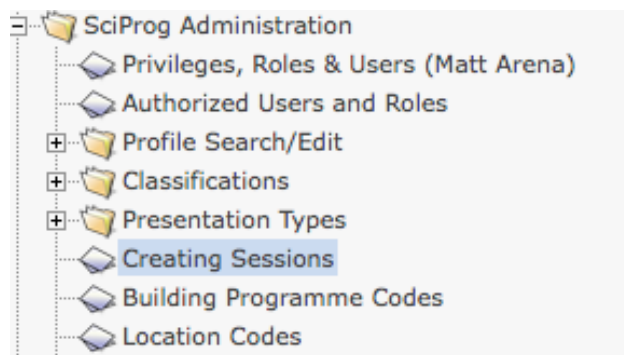 SciProg Administration
Privileges, Roles & Users (Matt Arena)
Authorized Users and Roles
Profile Search/Edit
Classifications
Presentation Types
Creating Sessions
Building Programme Codes
Location Codes